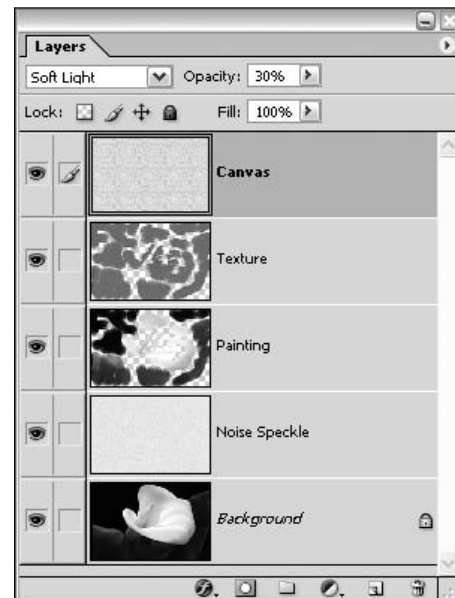 Layers
Soft Light Opacity: 30%
Lock: Fill: 100%
Canvas
Texture
Painting
Noise Speckle
Background